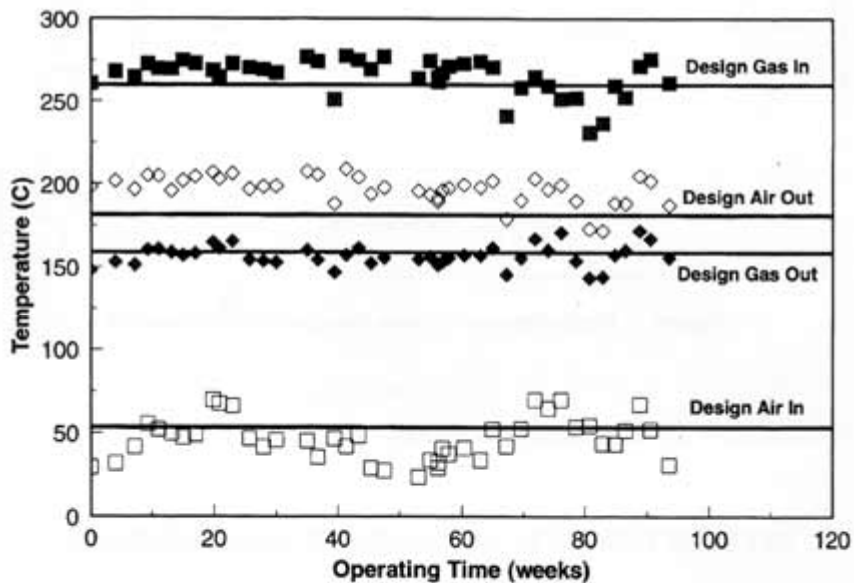 300
250
200
150
100
50
0
Temperature (C)
Design Gas In
Design Air Out
Design Gas Out
Design Air In
0 20 40 60 80 100 120
Operating Time (weeks)